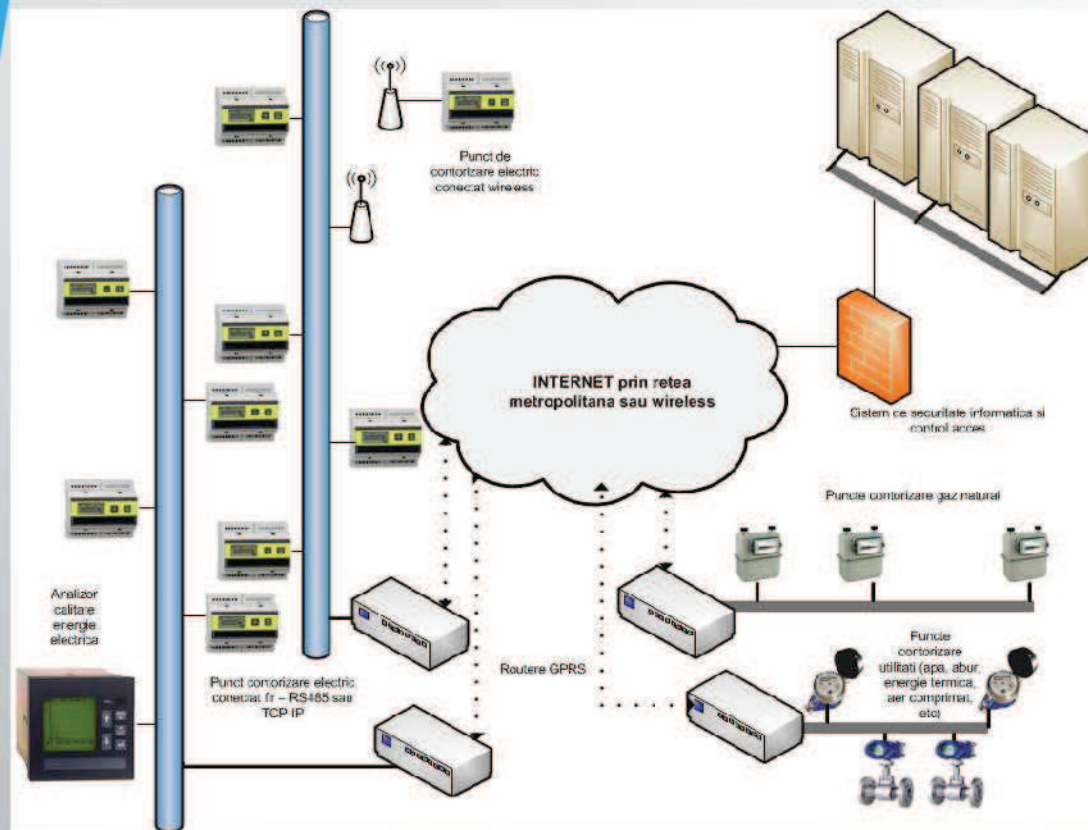 Punct de
contorizare electric
conectat wireless
INTERNET prin retea
metropolitana sau wireless
Sistem de securitate informatica si
control acces
Puncte contorizare gaz natural
Analizor
calitate
energie
electrica
Punct contorizare electric
conectat fir – RS485 sau
TCP IP
Routere GPRS
Puncte
contorizare
utilitati (apa, abur,
energie termica,
aer comprimat,
etc)